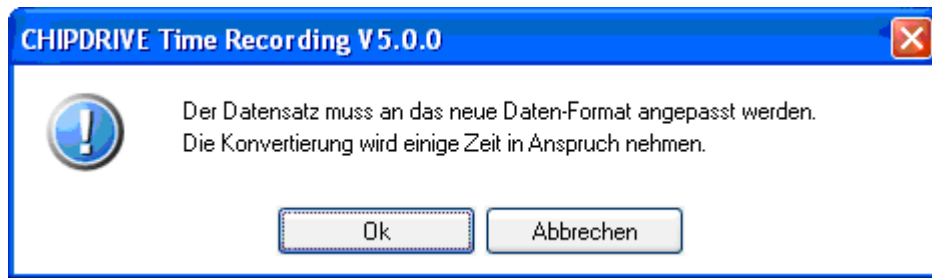 CHIPDRIVE Time Recording V5.0.0
Der Datensatz muss an das neue Daten-Format angepasst werden.
Die Konvertierung wird einige Zeit in Anspruch nehmen.
Ok
Abbrechen